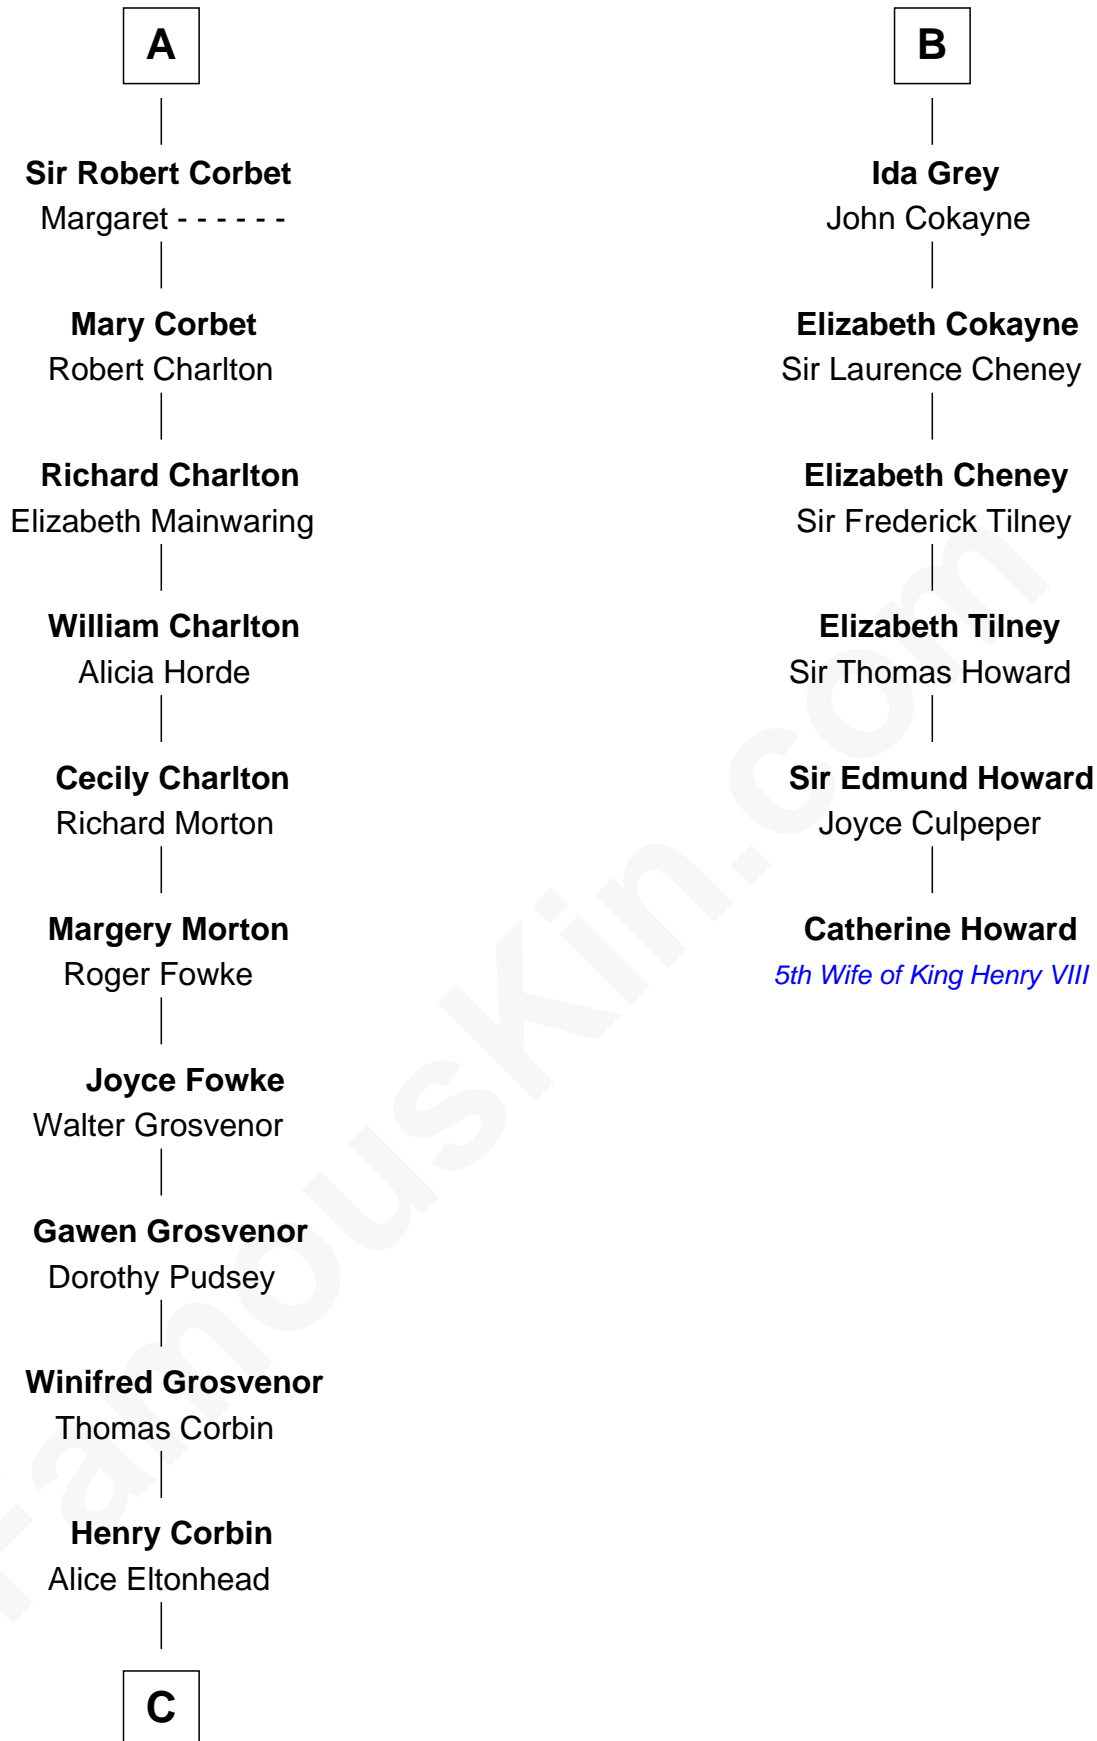 A
Sir Robert Corbet
Margaret - - - - - -
Mary Corbet
Robert Charlton
Richard Charlton
Elizabeth Mainwaring
William Charlton
Alicia Horde
Cecily Charlton
Richard Morton
Margery Morton
Roger Fowke
Joyce Fowke
Walter Grosvenor
Gawen Grosvenor
Dorothy Pudsey
Winifred Grosvenor
Thomas Corbin
Henry Corbin
Alice Eltonhead
C
B
Ida Grey
John Cokayne
Elizabeth Cokayne
Sir Laurence Cheney
Elizabeth Cheney
Sir Frederick Tilney
Elizabeth Tilney
Sir Thomas Howard
Sir Edmund Howard
Joyce Culpeper
Catherine Howard
5th Wife of King Henry VIII
FamousKin.com